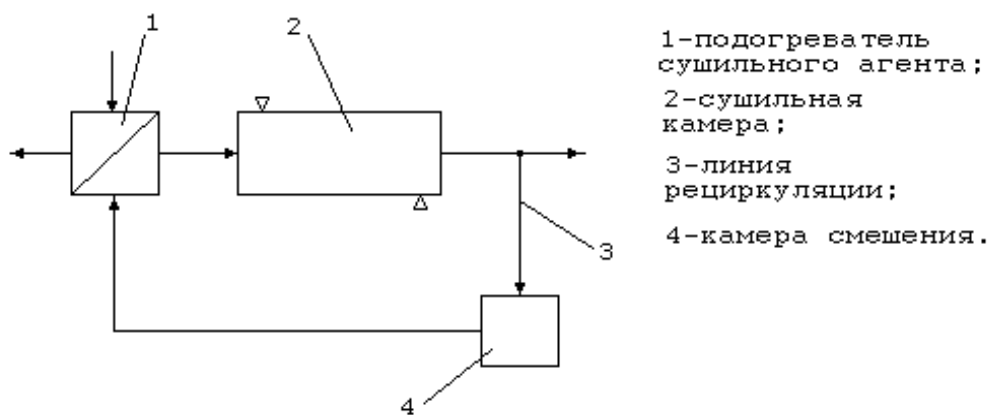 1
2
1-подогреватель
сушильного агента;
2-сушильная
камера;
3-линия
рециркуляции;
3
4-камера смешения.
4